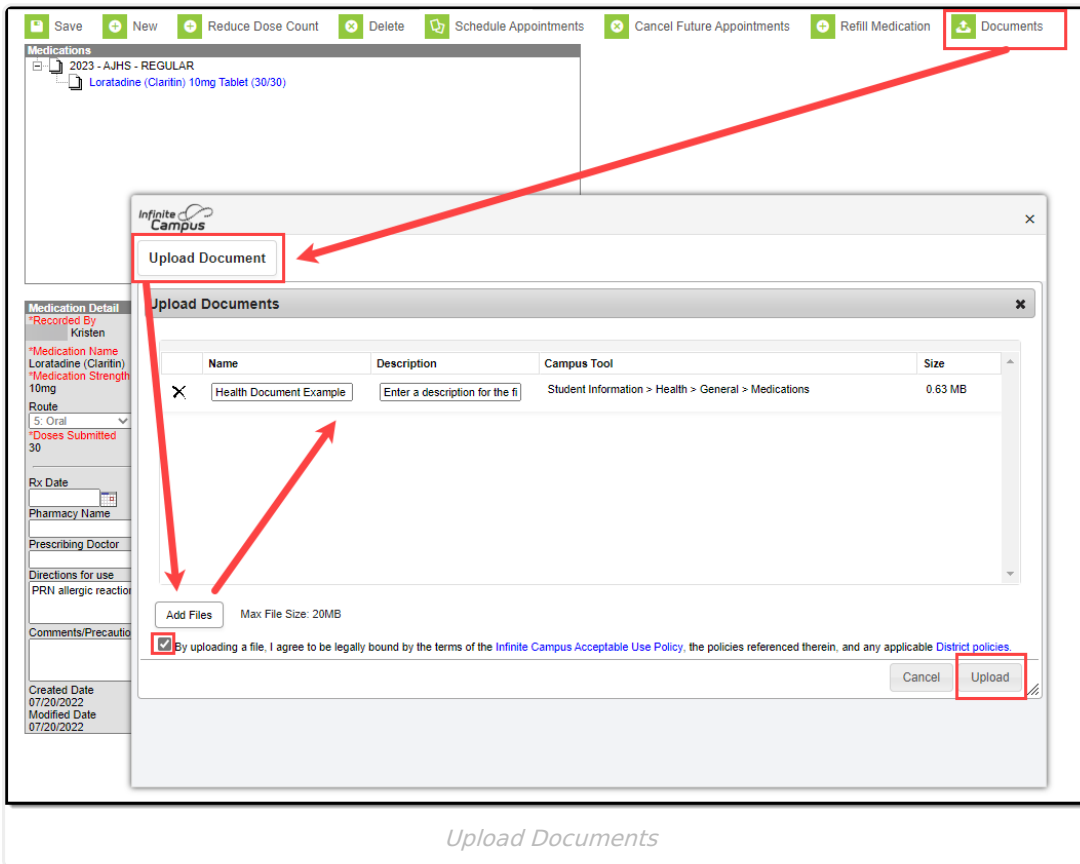 Save New Reduce Dose Count Delete Schedule Appointments Cancel Future Appointments Refill Medication Documents
Medications
2023 - AJHS - REGULAR
Loratadine (Claritin) 10mg Tablet (30/30)
Infinite
Campus
Upload Document
Upload Documents
Name Description Campus Tool Size
Health Document Example Enter a description for the fi Student Information > Health > General > Medications 0.63 MB
Add Files Max File Size: 20MB
By uploading a file, I agree to be legally bound by the terms of the Infinite Campus Acceptable Use Policy, the policies referenced therein, and any applicable District policies.
Cancel Upload
Medication Detail
*Recorded By
Kristen
*Medication Name
Loratadine (Claritin)
*Medication Strength
10mg
Route
5: Oral
*Doses Submitted
30
Rx Date
Pharmacy Name
Prescribing Doctor
Directions for use
PRN allergic reaction
Comments/Precautio
Created Date
07/20/2022
Modified Date
07/20/2022
Upload Documents